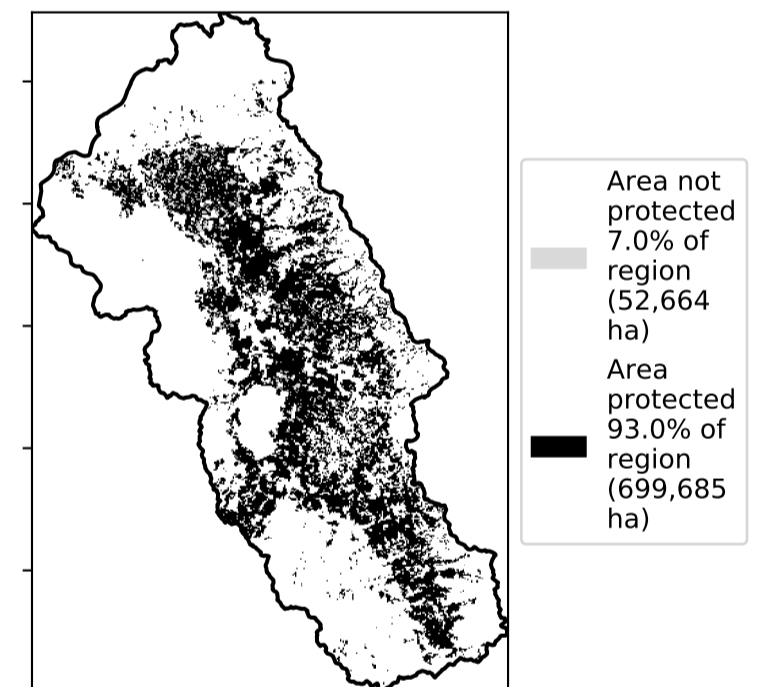 Area not
protected
7.0% of
region
(52,664
ha)
Area
protected
93.0% of
region
(699,685
ha)